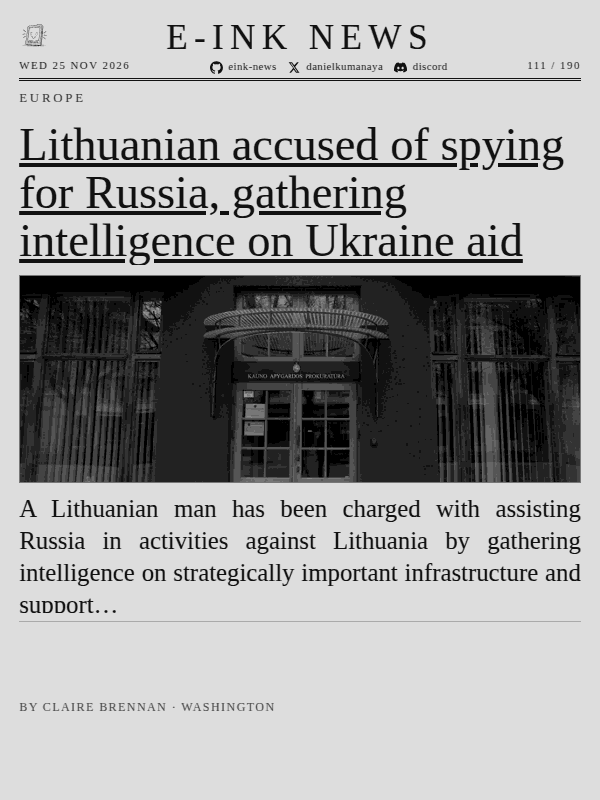 E-INK NEWS
WED 25 NOV 2026
eink-news danielkumanaya discord
111 / 190
EUROPE
Lithuanian accused of spying
for Russia, gathering
intelligence on Ukraine aid
KAUNO APYGARDOS PROKURATŪRA
A Lithuanian man has been charged with assisting
Russia in activities against Lithuania by gathering
intelligence on strategically important infrastructure and
support…
BY CLAIRE BRENNAN · WASHINGTON